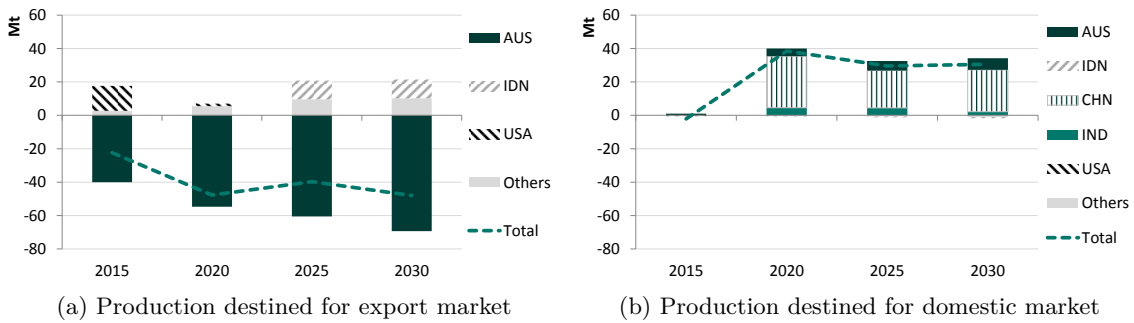 Mt
60
40
20
0
-20
-40
-60
-80
2015 2020 2025 2030
AUS
IDN
USA
Others
Total
(a) Production destined for export market
Mt
60
40
20
0
-20
-40
-60
-80
2015 2020 2025 2030
AUS
IDN
CHN
IND
USA
Others
Total
(b) Production destined for domestic market